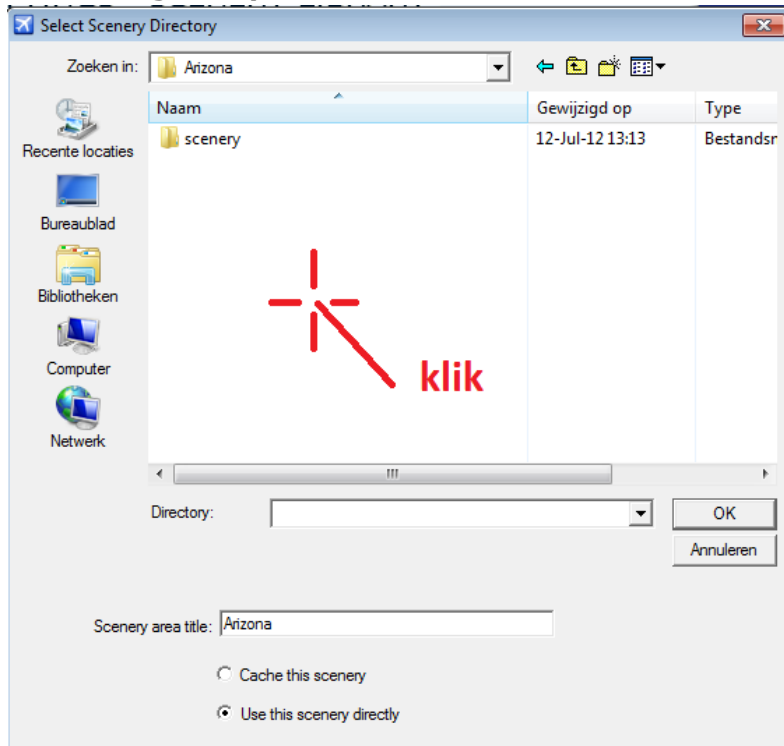 Select Scenery Directory
Zoeken in: Arizona
Naam Gewijzigd op Type
scenery 12-Jul-12 13:13 Bestandsr
Recente locaties
Bureaublad
Bibliotheken
Computer
Netwerk
klik
Directory: OK
Annuleren
Scenery area title: Arizona
Cache this scenery
Use this scenery directly